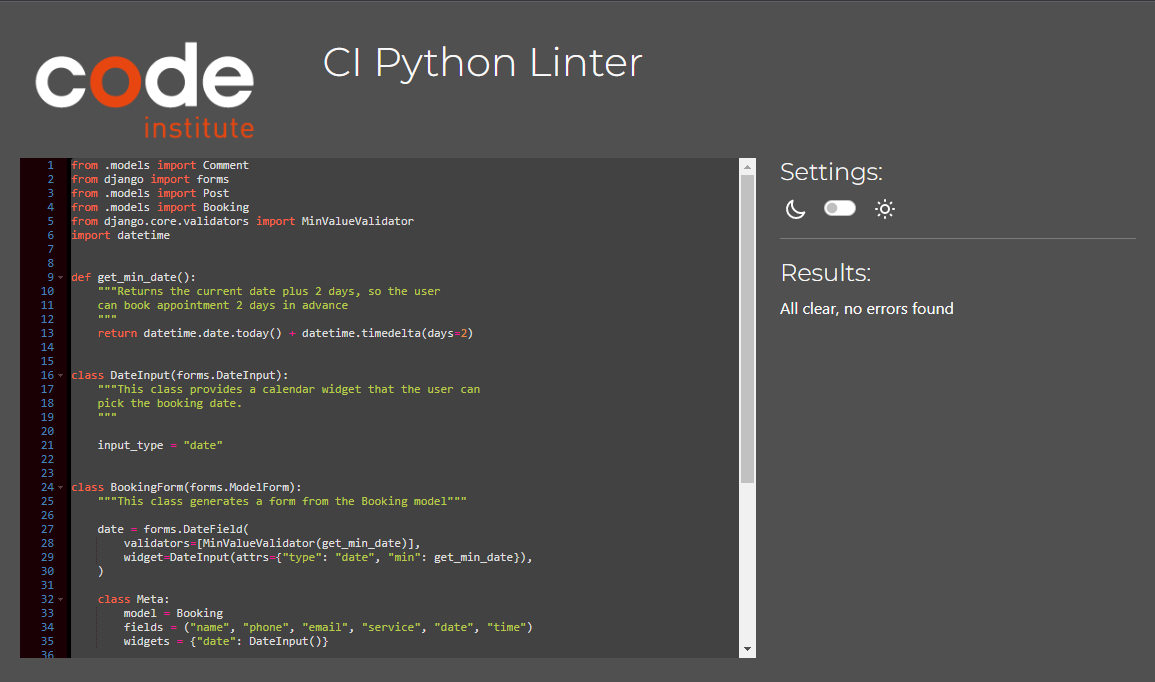 code
institute
CI Python Linter
1 from .models import Comment
2 from django import forms
3 from .models import Post
4 from .models import Booking
5 from django.core.validators import MinValueValidator
6 import datetime
7
8
9 def get_min_date():
10     """Returns the current date plus 2 days, so the user
11     can book appointment 2 days in advance
12     """
13     return datetime.date.today() + datetime.timedelta(days=2)
14
15
16 class DateInput(forms.DateInput):
17     """This class provides a calendar widget that the user can
18     pick the booking date.
19     """
20
21     input_type = "date"
22
23
24 class BookingForm(forms.ModelForm):
25     """This class generates a form from the Booking model"""
26
27     date = forms.DateField(
28         validators=[MinValueValidator(get_min_date)],
29         widget=DateInput(attrs={"type": "date", "min": get_min_date}),
30     )
31
32     class Meta:
33         model = Booking
34         fields = ("name", "phone", "email", "service", "date", "time")
35         widgets = {"date": DateInput()}
36
Settings:
Results:
All clear, no errors found